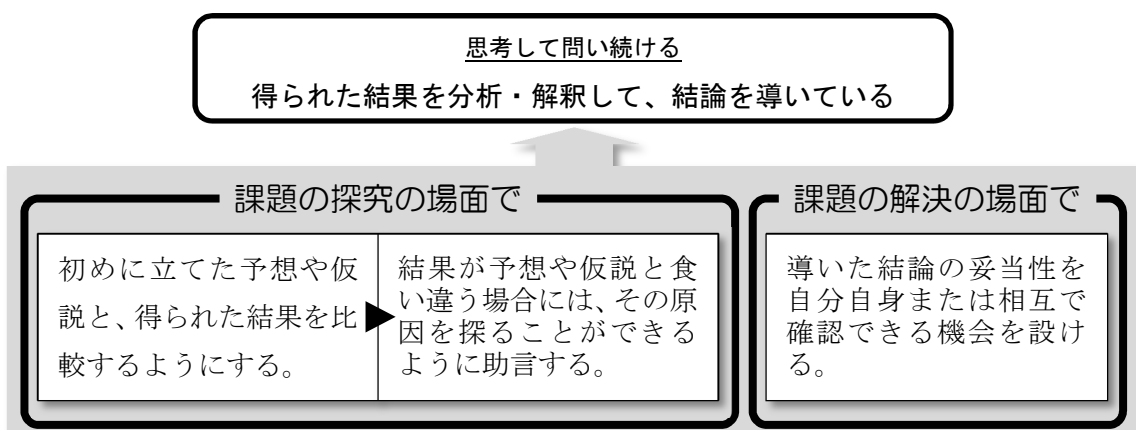 思考して問い続ける
得られた結果を分析・解釈して、結論を導いている
課題の探究の場面で
初めに立てた予想や仮
説と、得られた結果を比
較するようにする。
結果が予想や仮説と食
い違う場合には、その原
因を探ることができる
ように助言する。
課題の解決の場面で
導いた結論の妥当性を
自分自身または相互で
確認できる機会を設け
る。